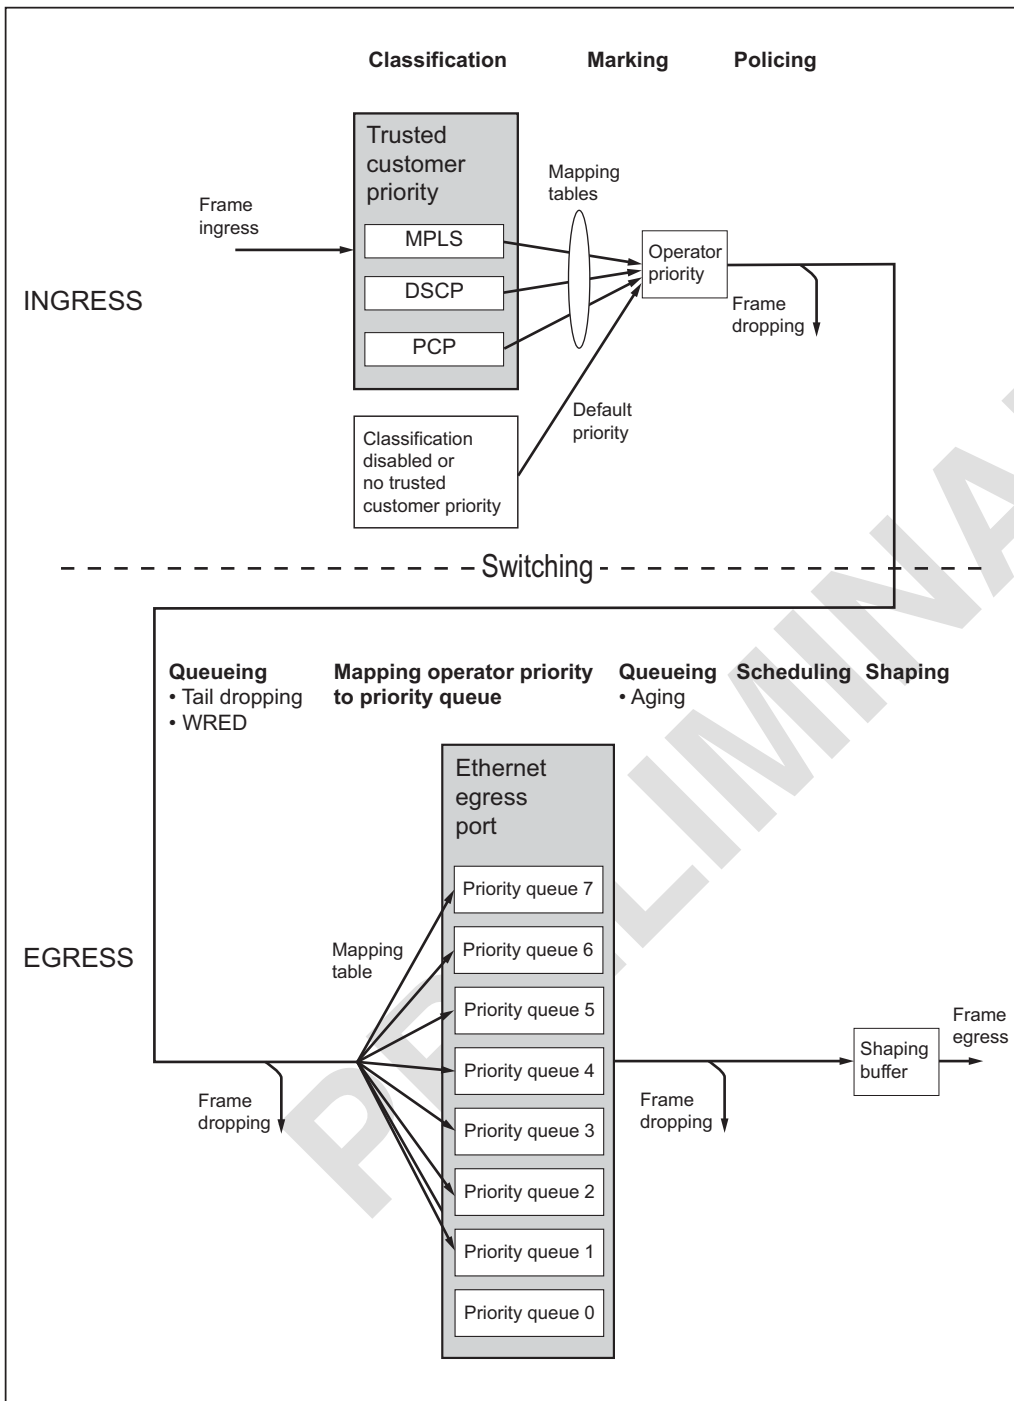 Classification Marking Policing
Trusted
customer
priority
Mapping
tables
Frame
ingress
MPLS
DSCP
PCP
Operator
priority
INGRESS
Frame
dropping
Default
priority
Classification
disabled or
no trusted
customer priority
Switching
Queueing
• Tail dropping
• WRED
Mapping operator priority
to priority queue
Queueing
• Aging
Scheduling
Shaping
Ethernet
egress
port
Priority queue 7
Priority queue 6
Priority queue 5
Priority queue 4
Priority queue 3
Priority queue 2
Priority queue 1
Priority queue 0
EGRESS
Mapping
table
Frame
dropping
Frame
dropping
Shaping
buffer
Frame
egress